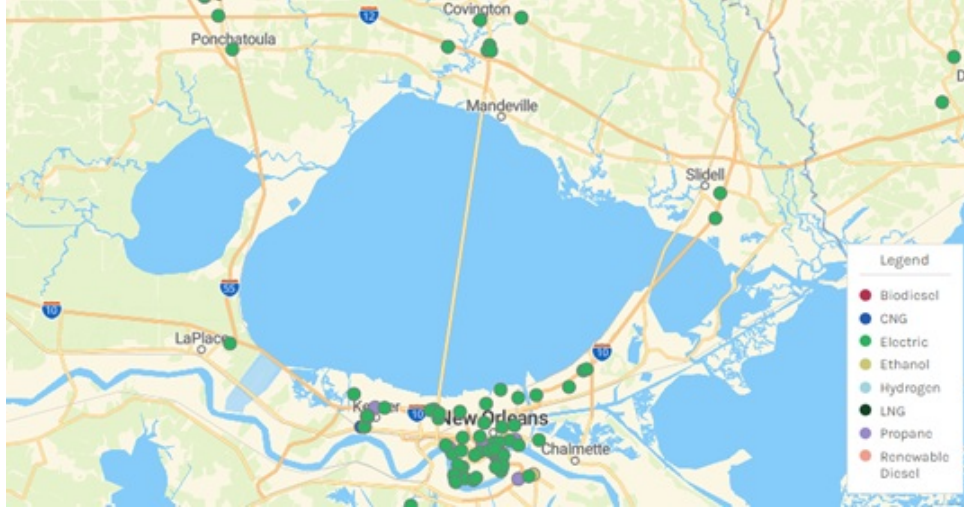 12
Covington
Ponchatoula
D
Mandeville
Slidell
55
10
LaPlace
10
10
New Orleans
Chalmette
Legend
Biodiesel
CNG
Electric
Ethanol
Hydrogen
LNG
Propane
Renewable
Diesel